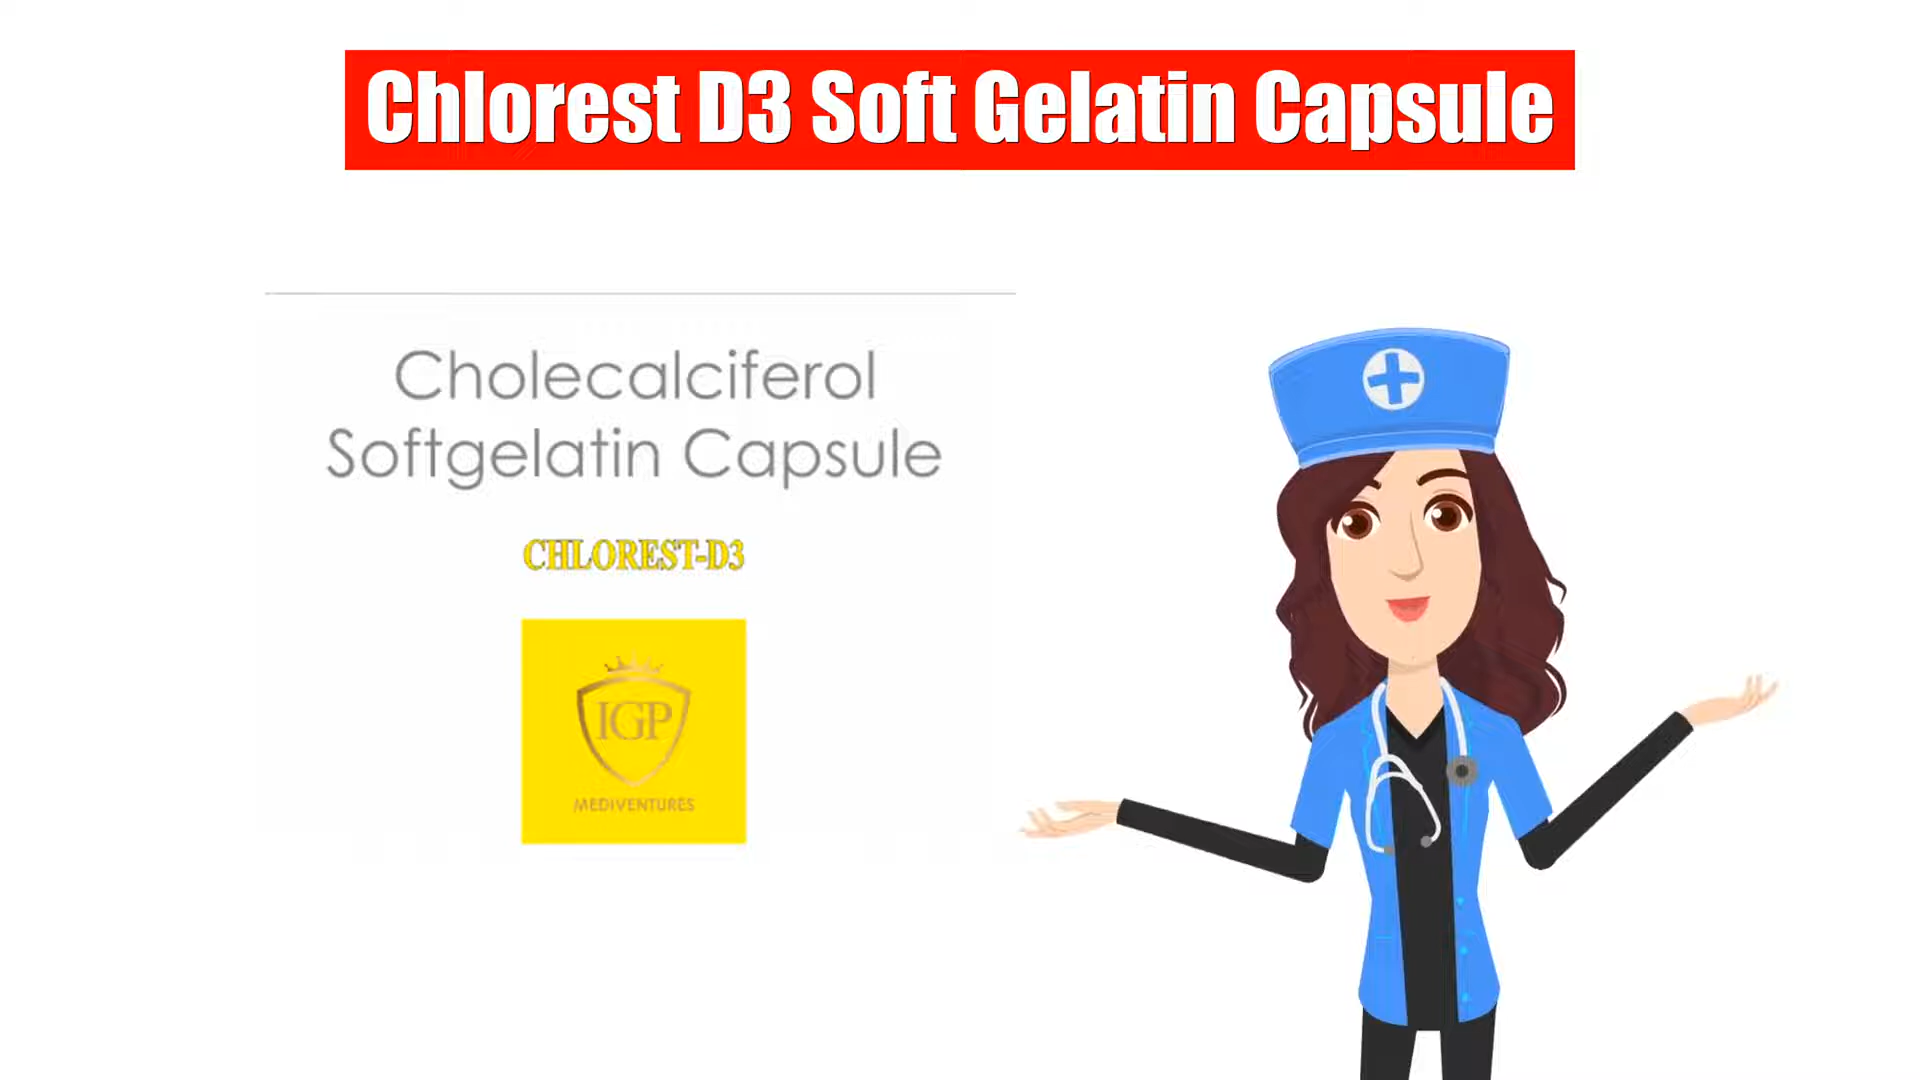 Chlorest D3 Soft Gelatin Capsule
Cholecalciferol
Softgelatin Capsule
CHLOREST-D3
IGP
MEDIVENTURES